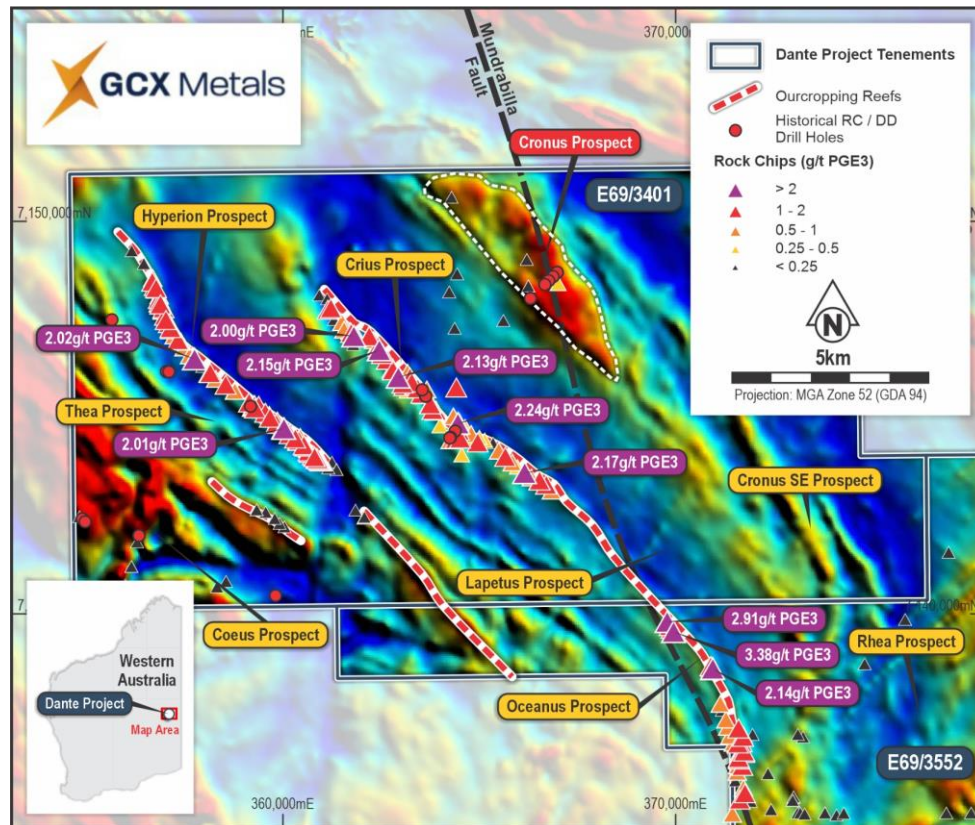 GCX Metals
Mundrabilla
Fault
370,000mE
Dante Project Tenements
Ourcropping Reefs
Historical RC / DD
Drill Holes
Rock Chips (g/t PGE3)
> 2
1 - 2
0.5 - 1
0.25 - 0.5
< 0.25
N
5km
Projection: MGA Zone 52 (GDA 94)
Cronus Prospect
E69/3401
7,150,000mN
Hyperion Prospect
Crius Prospect
2.02g/t PGE3
2.00g/t PGE3
2.15g/t PGE3
2.13g/t PGE3
Thea Prospect
2.24g/t PGE3
2.01g/t PGE3
2.17g/t PGE3
Cronus SE Prospect
Lapetus Prospect
2.91g/t PGE3
Coeus Prospect
Rhea Prospect
3.38g/t PGE3
2.14g/t PGE3
Oceanus Prospect
E69/3552
Western
Australia
Dante Project
Map Area
360,000mE
370,000mE